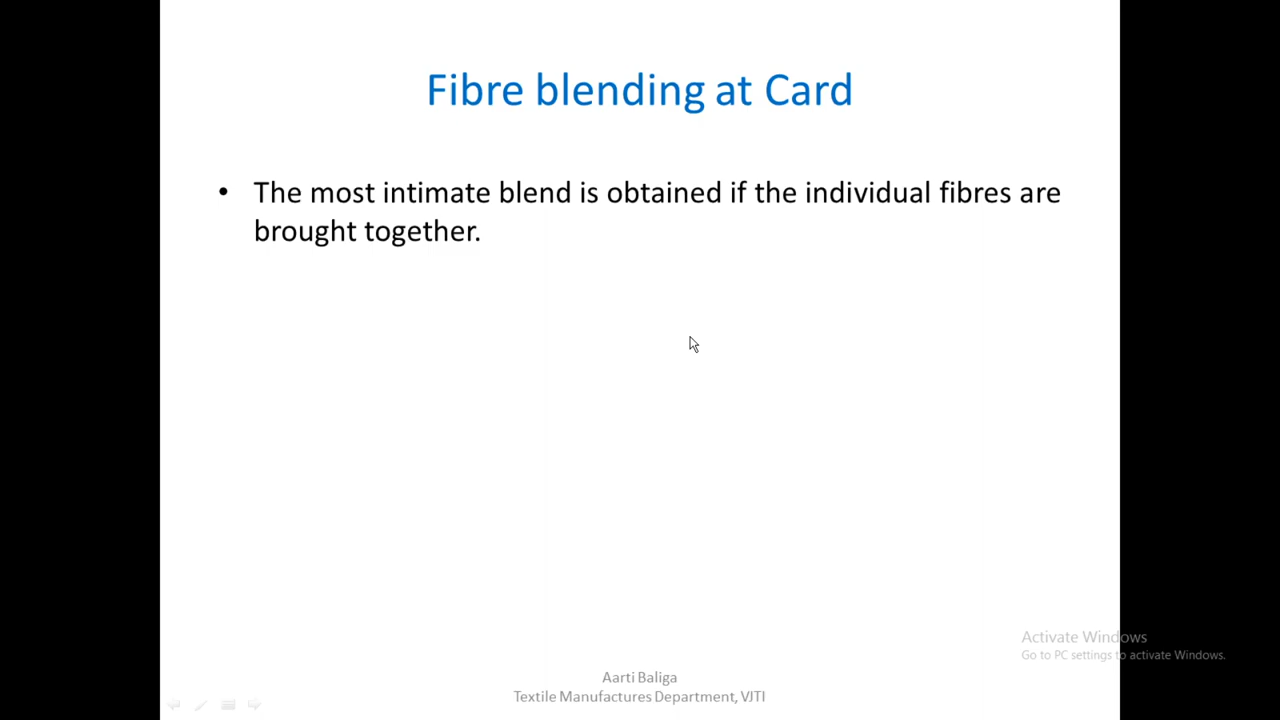 Fibre blending at Card
• The most intimate blend is obtained if the individual fibres are
brought together.
Activate Windows
Go to PC settings to activate Windows.
Aarti Baliga
Textile Manufactures Department, VJTI